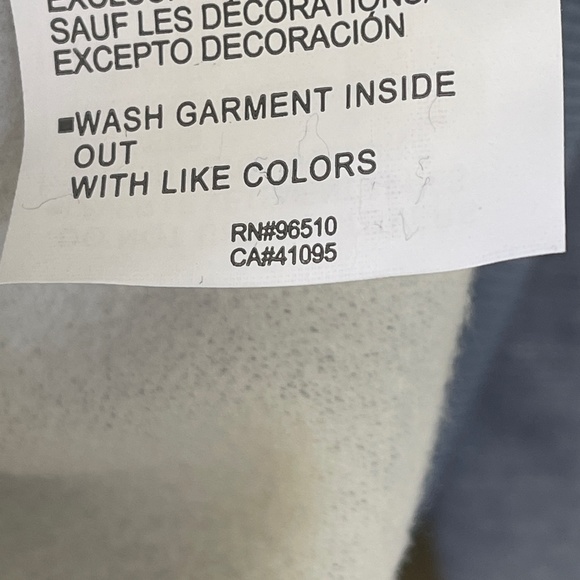 SAUF LES DÉCORATIONS/
EXCEPTO DECORACIÓN
■WASH GARMENT INSIDE
OUT
WITH LIKE COLORS
RN#96510
CA#41095